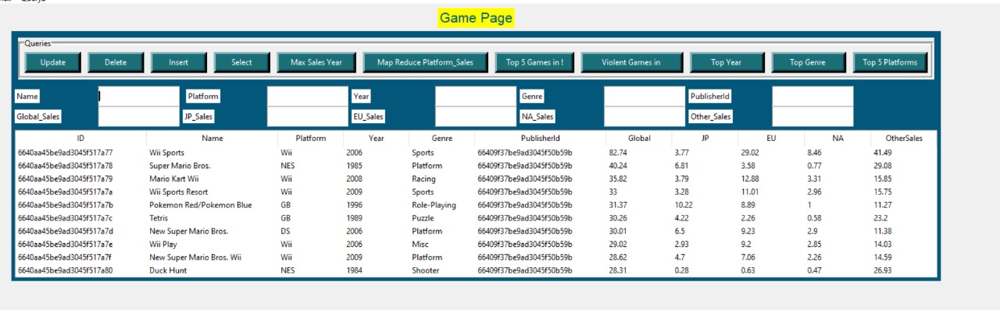 Game Page
Queries
Update Delete Insert Select Max Sales Year Map Reduce Platform_Sales Top 5 Games in ! Violent Games in Top Year Top Genre Top 5 Platforms
Name Platform Year Genre PublisherId
Global_Sales JP_Sales EU_Sales NA_Sales Other_Sales
ID Name Platform Year Genre PublisherId Global JP EU NA OtherSales
6640aa45be9ad3045f517a77 Wii Sports Wii 2006 Sports 66409f37be9ad3045f50b59b 82.74 3.77 29.02 8.46 41.49
6640aa45be9ad3045f517a78 Super Mario Bros. NES 1985 Platform 66409f37be9ad3045f50b59b 40.24 6.81 3.58 0.77 29.08
6640aa45be9ad3045f517a79 Mario Kart Wii Wii 2008 Racing 66409f37be9ad3045f50b59b 35.82 3.79 12.88 3.31 15.85
6640aa45be9ad3045f517a7a Wii Sports Resort Wii 2009 Sports 66409f37be9ad3045f50b59b 33 3.28 11.01 2.96 15.75
6640aa45be9ad3045f517a7b Pokemon Red/Pokemon Blue GB 1996 Role-Playing 66409f37be9ad3045f50b59b 31.37 10.22 8.89 1 11.27
6640aa45be9ad3045f517a7c Tetris GB 1989 Puzzle 66409f37be9ad3045f50b59b 30.26 4.22 2.26 0.58 23.2
6640aa45be9ad3045f517a7d New Super Mario Bros. DS 2006 Platform 66409f37be9ad3045f50b59b 30.01 6.5 9.23 2.9 11.38
6640aa45be9ad3045f517a7e Wii Play Wii 2006 Misc 66409f37be9ad3045f50b59b 29.02 2.93 9.2 2.85 14.03
6640aa45be9ad3045f517a7f New Super Mario Bros. Wii Wii 2009 Platform 66409f37be9ad3045f50b59b 28.62 4.7 7.06 2.26 14.59
6640aa45be9ad3045f517a80 Duck Hunt NES 1984 Shooter 66409f37be9ad3045f50b59b 28.31 0.28 0.63 0.47 26.93